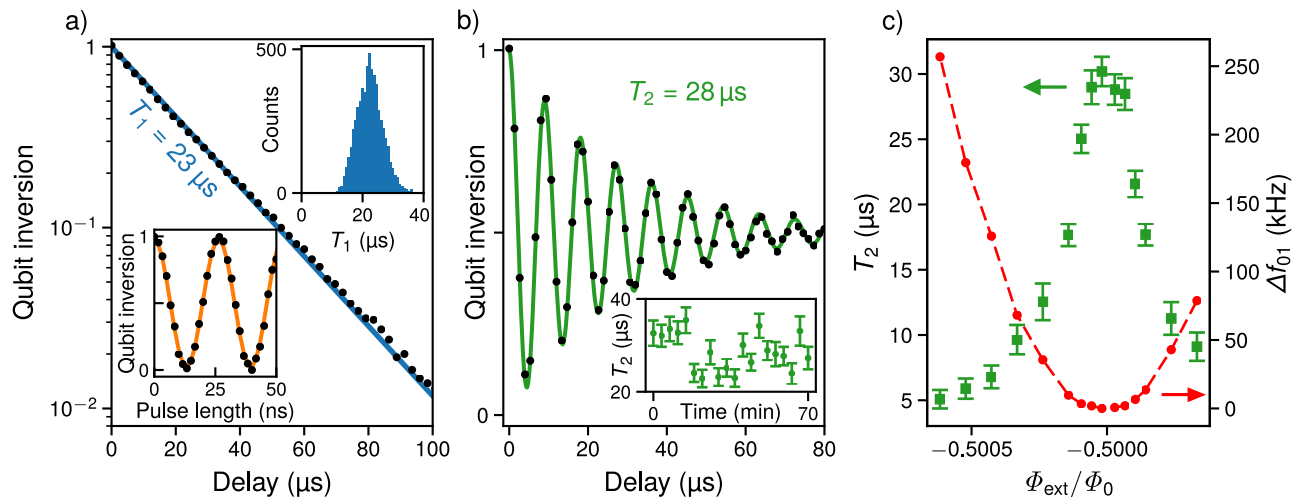 a)
Qubit inversion
1
10⁻¹
10⁻²
T₁ = 23 µs
Counts
500
0
0
20
40
T₁ (µs)
Qubit inversion
1
0
0
25
50
Pulse length (ns)
0
20
40
60
80
100
Delay (µs)
b)
Qubit inversion
1
0
T₂ = 28 µs
T₂ (µs)
40
20
0
Time (min)
70
0
20
40
60
80
Delay (µs)
c)
T₂ (µs)
30
25
20
15
10
5
250
200
150
100
50
0
Δf₀₁ (kHz)
−0.5005
−0.5000
Φₑₓₜ/Φ₀